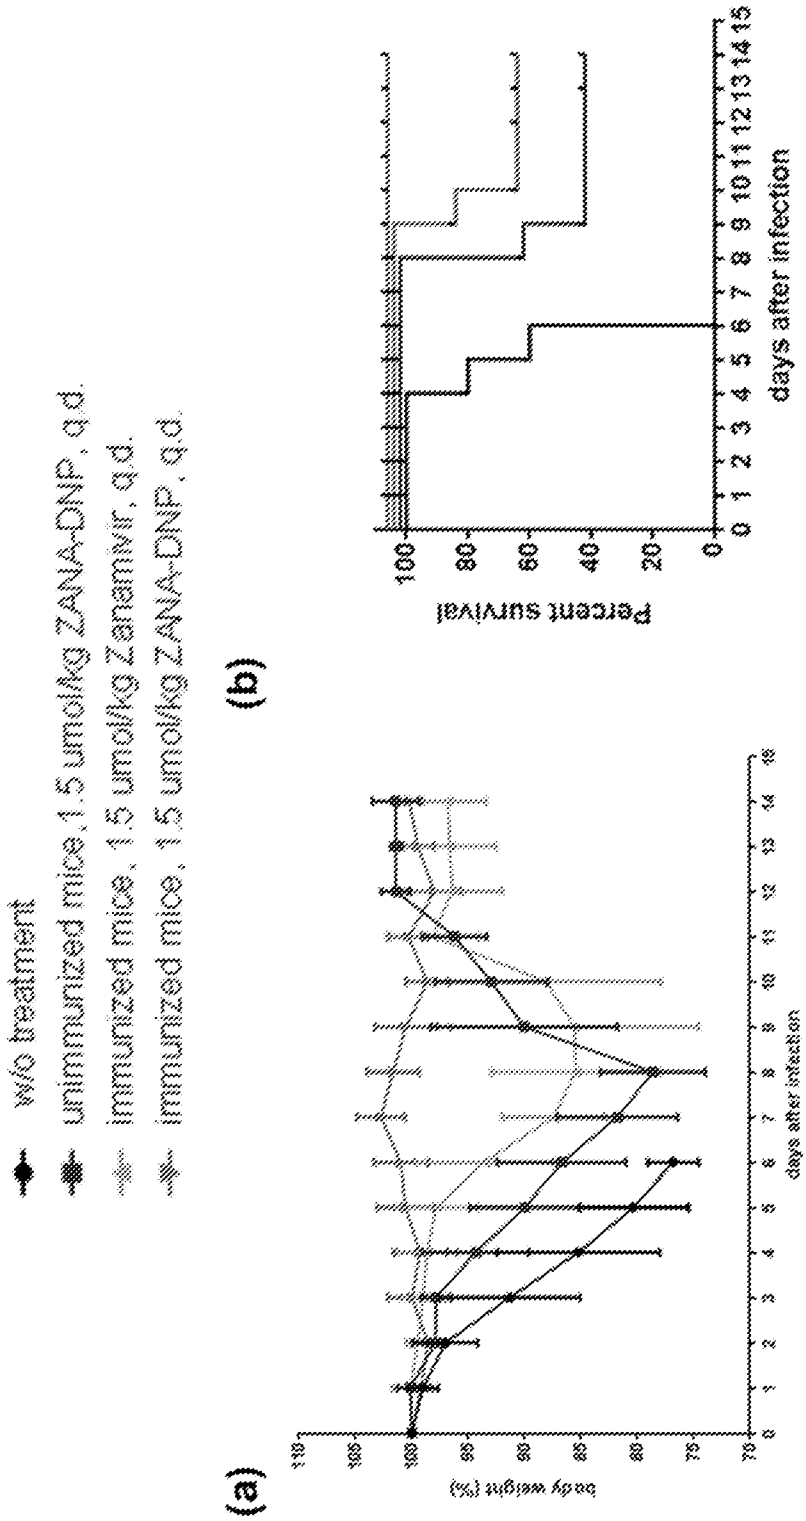 w/o treatment
unimmunized mice,1.5 umol/kg ZANA-DNP, q.d.
immunized mice, 1.5 umol/kg Zanamivir, q.d.
immunized mice, 1.5 umol/kg ZANA-DNP, q.d.
(a)
body weight (%)
110
100
95
90
85
80
75
70
0 1 2 3 4 5 6 7 8 9 10 11 12 13 14 15
days after infection
(b)
Percent survival
100
80
60
40
20
0
0 1 2 3 4 5 6 7 8 9 10 11 12 13 14 15
days after infection